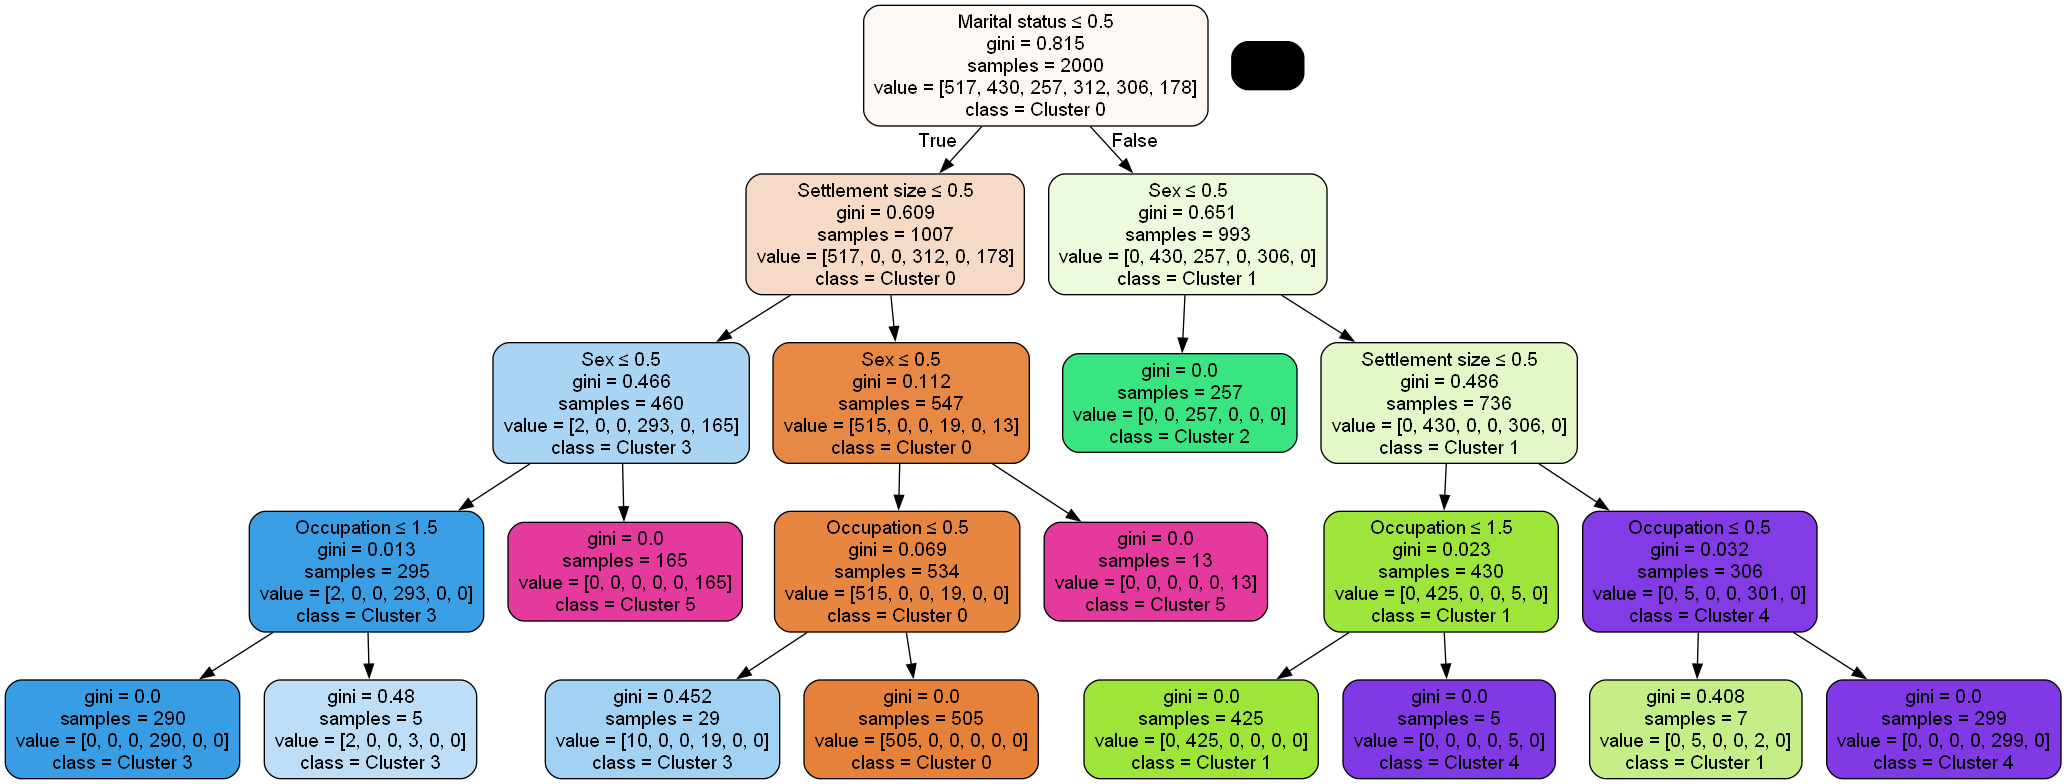 Marital status ≤ 0.5
gini = 0.815
samples = 2000
value = [517, 430, 257, 312, 306, 178]
class = Cluster 0
True
False
Settlement size ≤ 0.5
gini = 0.609
samples = 1007
value = [517, 0, 0, 312, 0, 178]
class = Cluster 0
Sex ≤ 0.5
gini = 0.651
samples = 993
value = [0, 430, 257, 0, 306, 0]
class = Cluster 1
Sex ≤ 0.5
gini = 0.466
samples = 460
value = [2, 0, 0, 293, 0, 165]
class = Cluster 3
Sex ≤ 0.5
gini = 0.112
samples = 547
value = [515, 0, 0, 19, 0, 13]
class = Cluster 0
gini = 0.0
samples = 257
value = [0, 0, 257, 0, 0, 0]
class = Cluster 2
Settlement size ≤ 0.5
gini = 0.486
samples = 736
value = [0, 430, 0, 0, 306, 0]
class = Cluster 1
Occupation ≤ 1.5
gini = 0.013
samples = 295
value = [2, 0, 0, 293, 0, 0]
class = Cluster 3
gini = 0.0
samples = 165
value = [0, 0, 0, 0, 0, 165]
class = Cluster 5
Occupation ≤ 0.5
gini = 0.069
samples = 534
value = [515, 0, 0, 19, 0, 0]
class = Cluster 0
gini = 0.0
samples = 13
value = [0, 0, 0, 0, 0, 13]
class = Cluster 5
Occupation ≤ 1.5
gini = 0.023
samples = 430
value = [0, 425, 0, 0, 5, 0]
class = Cluster 1
Occupation ≤ 0.5
gini = 0.032
samples = 306
value = [0, 5, 0, 0, 301, 0]
class = Cluster 4
gini = 0.0
samples = 290
value = [0, 0, 0, 290, 0, 0]
class = Cluster 3
gini = 0.48
samples = 5
value = [2, 0, 0, 3, 0, 0]
class = Cluster 3
gini = 0.452
samples = 29
value = [10, 0, 0, 19, 0, 0]
class = Cluster 3
gini = 0.0
samples = 505
value = [505, 0, 0, 0, 0, 0]
class = Cluster 0
gini = 0.0
samples = 425
value = [0, 425, 0, 0, 0, 0]
class = Cluster 1
gini = 0.0
samples = 5
value = [0, 0, 0, 0, 5, 0]
class = Cluster 4
gini = 0.408
samples = 7
value = [0, 5, 0, 0, 2, 0]
class = Cluster 1
gini = 0.0
samples = 299
value = [0, 0, 0, 0, 299, 0]
class = Cluster 4